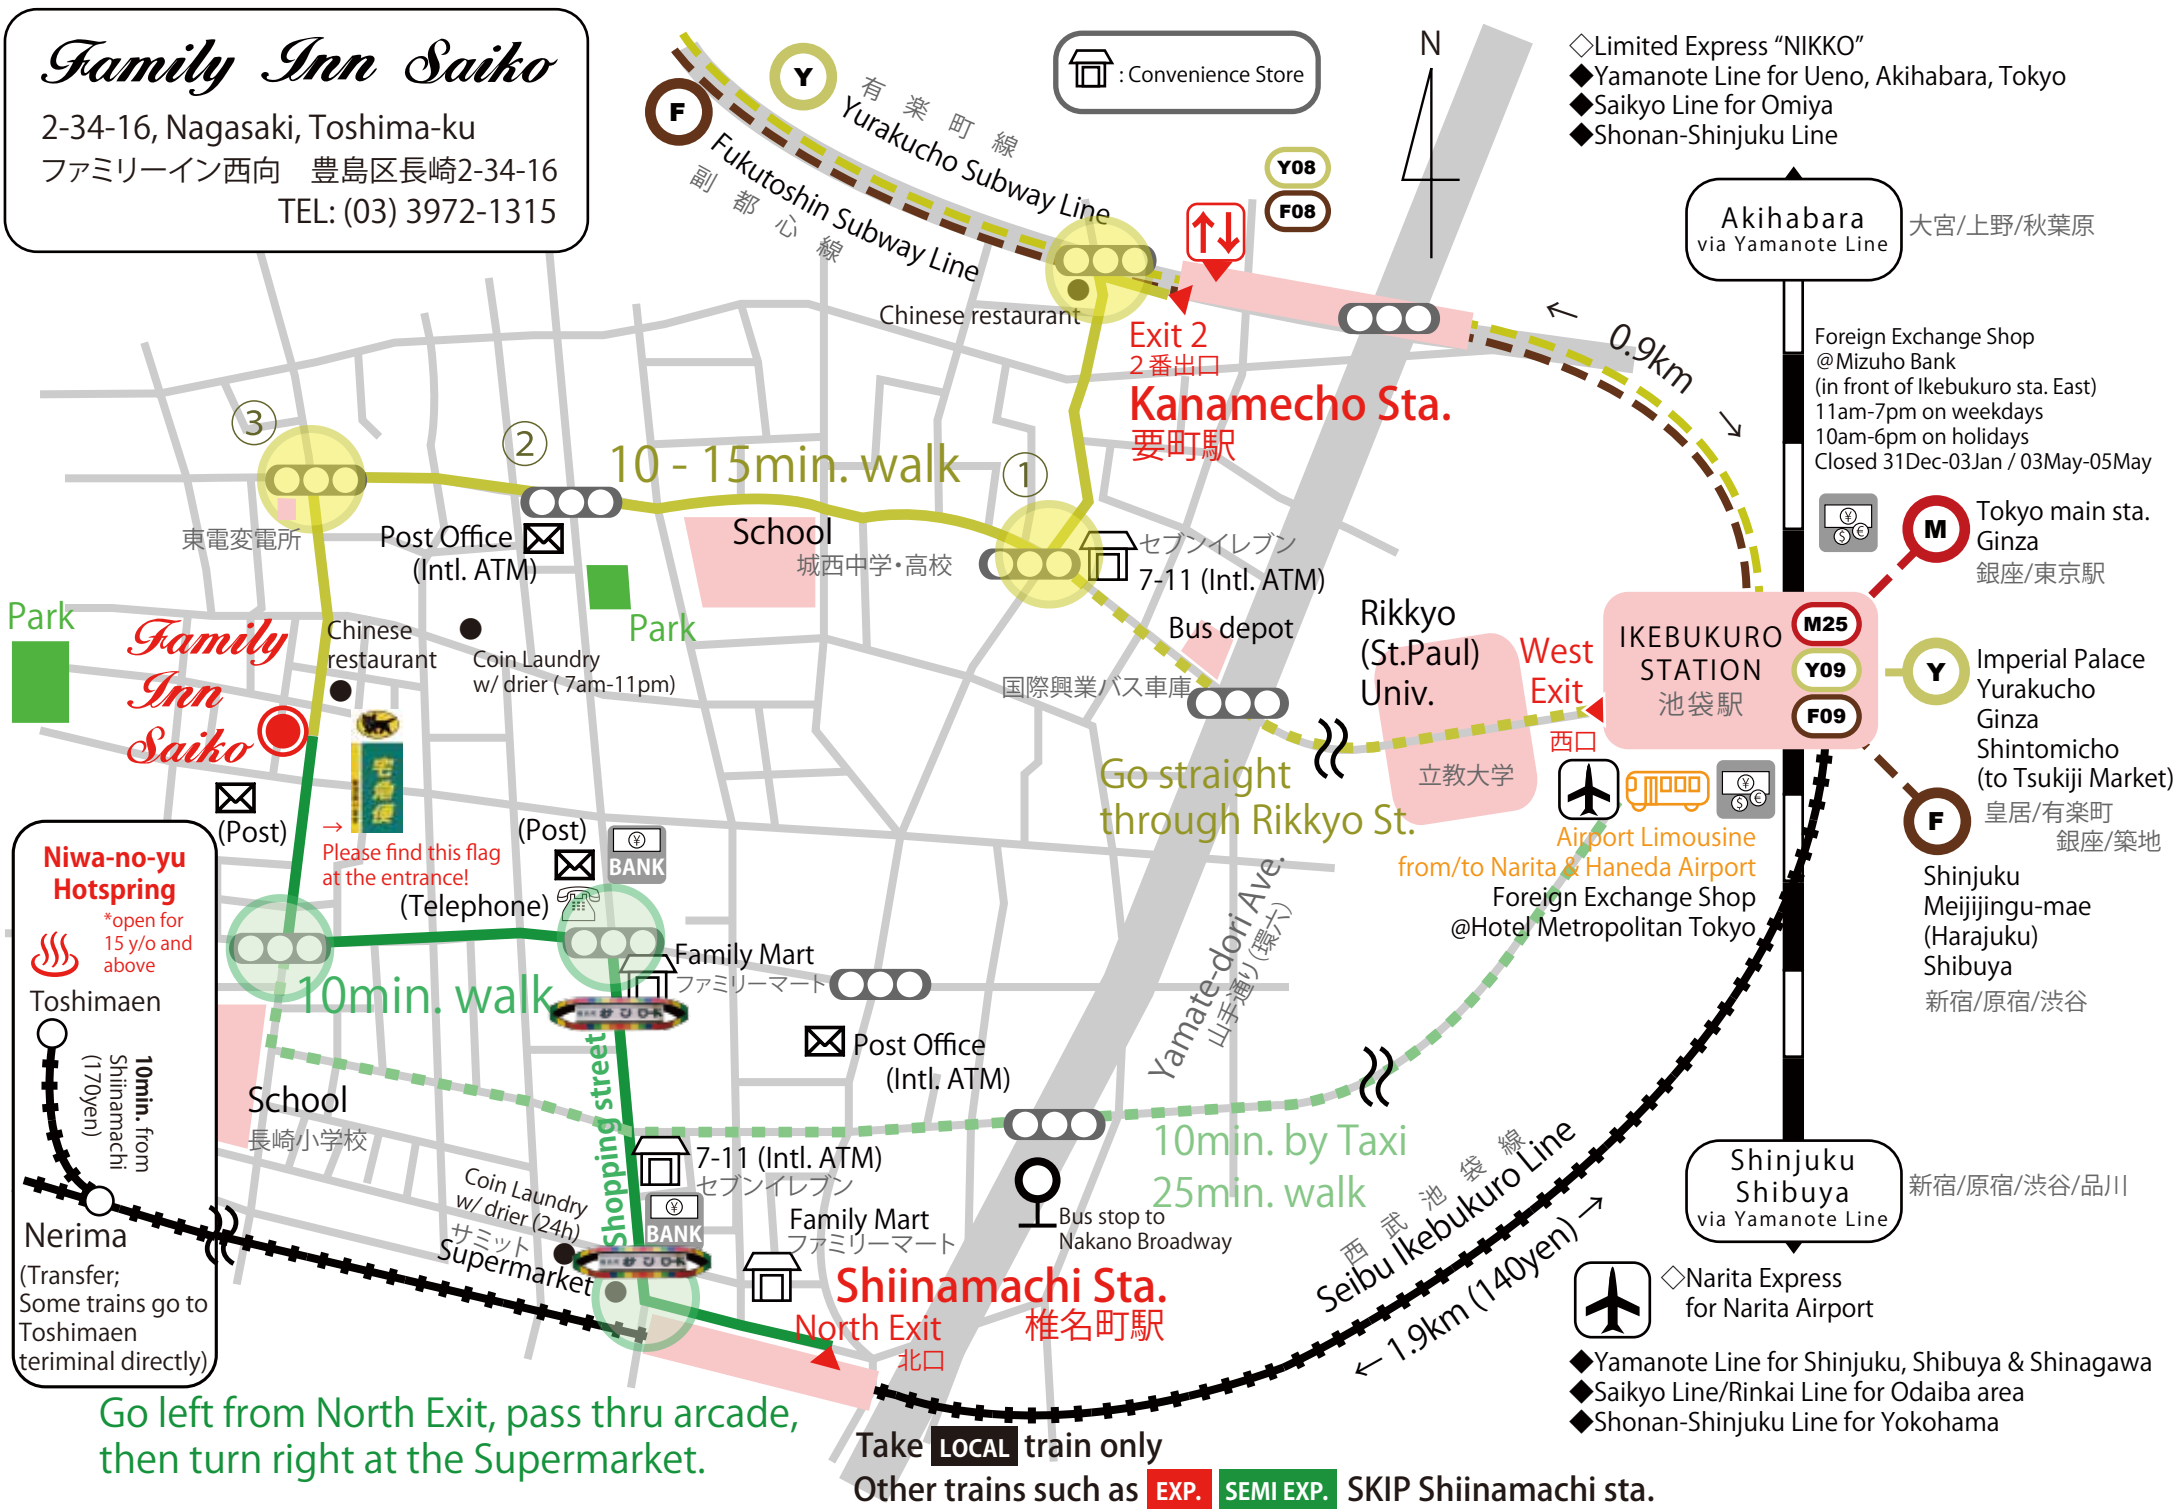 Family Inn Saiko
2-34-16, Nagasaki, Toshima-ku
ファミリーイン西向　豊島区長崎2-34-16
TEL: (03) 3972-1315
Y
有楽町線
Yurakucho Subway Line
F
Fukutoshin Subway Line
副都心線
: Convenience Store
N
Y08
F08
◇Limited Express “NIKKO”
◆Yamanote Line for Ueno, Akihabara, Tokyo
◆Saikyo Line for Omiya
◆Shonan-Shinjuku Line
Akihabara
via Yamanote Line
大宮/上野/秋葉原
Chinese restaurant
Exit 2
２番出口
Kanamecho Sta.
要町駅
← 0.9km →
Foreign Exchange Shop
@Mizuho Bank
(in front of Ikebukuro sta. East)
11am-7pm on weekdays
10am-6pm on holidays
Closed 31Dec-03Jan / 03May-05May
¥
$
€
M
Tokyo main sta.
Ginza
銀座/東京駅
③
②
10 - 15min. walk
①
東電変電所
Post Office
(Intl. ATM)
School
城西中学・高校
セブンイレブン
7-11 (Intl. ATM)
Park
Park
Family
Inn
Saiko
Chinese
restaurant
Coin Laundry
w/ drier ( 7am-11pm)
Bus depot
国際興業バス車庫
Rikkyo
(St.Paul)
Univ.
立教大学
West
Exit
西口
IKEBUKURO
STATION
池袋駅
M25
Y09
F09
Y
Imperial Palace
Yurakucho
Ginza
Shintomicho
(to Tsukiji Market)
皇居/有楽町
銀座/築地
F
Shinjuku
Meijijingu-mae
(Harajuku)
Shibuya
新宿/原宿/渋谷
Go straight
through Rikkyo St.
¥
$
€
Airport Limousine
from/to Narita & Haneda Airport
Foreign Exchange Shop
@Hotel Metropolitan Tokyo
宅急便
(Post)
→
Please find this flag
at the entrance!
(Post)
(Telephone)
¥
BANK
Niwa-no-yu
Hotspring
*open for
15 y/o and
above
Toshimaen
10min. from
Shiinamachi
(170yen)
Nerima
(Transfer;
Some trains go to
Toshimaen
teriminal directly)
10min. walk
Family Mart
ファミリーマート
Shopping street
Post Office
(Intl. ATM)
Yamate-dori Ave.
山手通り(環六)
School
長崎小学校
7-11 (Intl. ATM)
セブンイレブン
¥
BANK
Coin Laundry
w/ drier (24h)
サミット
Supermarket
Family Mart
ファミリーマート
Bus stop to
Nakano Broadway
10min. by Taxi
25min. walk
Shiinamachi Sta.
椎名町駅
North Exit
北口
西武池袋線
Seibu Ikebukuro Line
← 1.9km (140yen) →
Shinjuku
Shibuya
via Yamanote Line
新宿/原宿/渋谷/品川
◇Narita Express
for Narita Airport
◆Yamanote Line for Shinjuku, Shibuya & Shinagawa
◆Saikyo Line/Rinkai Line for Odaiba area
◆Shonan-Shinjuku Line for Yokohama
Go left from North Exit, pass thru arcade,
then turn right at the Supermarket.
Take LOCAL train only
Other trains such as EXP. SEMI EXP. SKIP Shiinamachi sta.